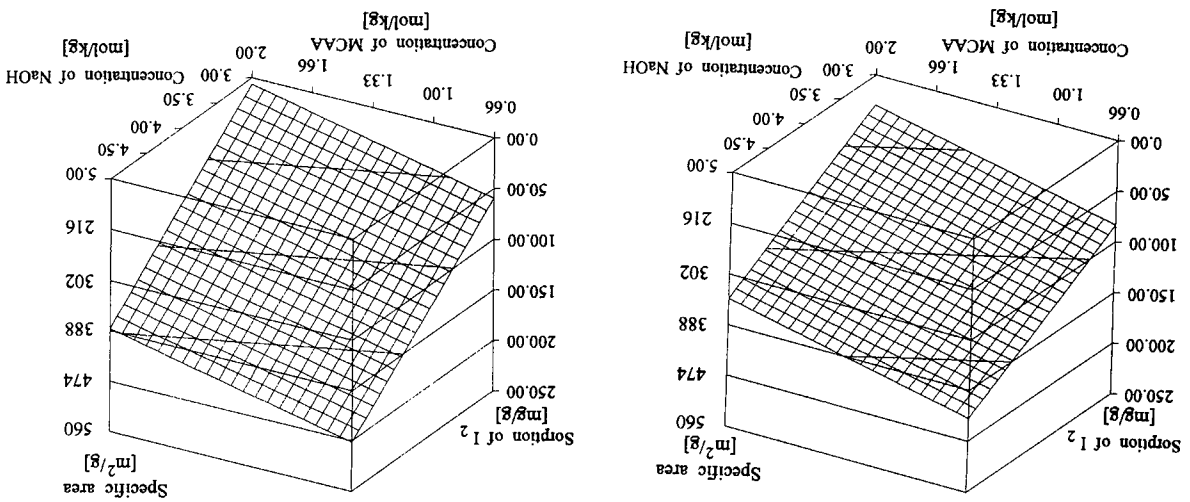 Sorption of I 2
[mg/g]
250.00
200.00
150.00
100.00
50.00
0.00
Specific area
[m²/g]
560
474
388
302
216
5.00
4.50
4.00
3.50
3.00
0.66
1.00
1.33
1.66
2.00
Concentration of MCAA
[mol/kg]
Concentration of NaOH
[mol/kg]
Sorption of I 2
[mg/g]
250.00
200.00
150.00
100.00
50.00
0.00
Specific area
[m²/g]
560
474
388
302
216
5.00
4.50
4.00
3.50
3.00
0.66
1.00
1.33
1.66
2.00
Concentration of MCAA
[mol/kg]
Concentration of NaOH
[mol/kg]